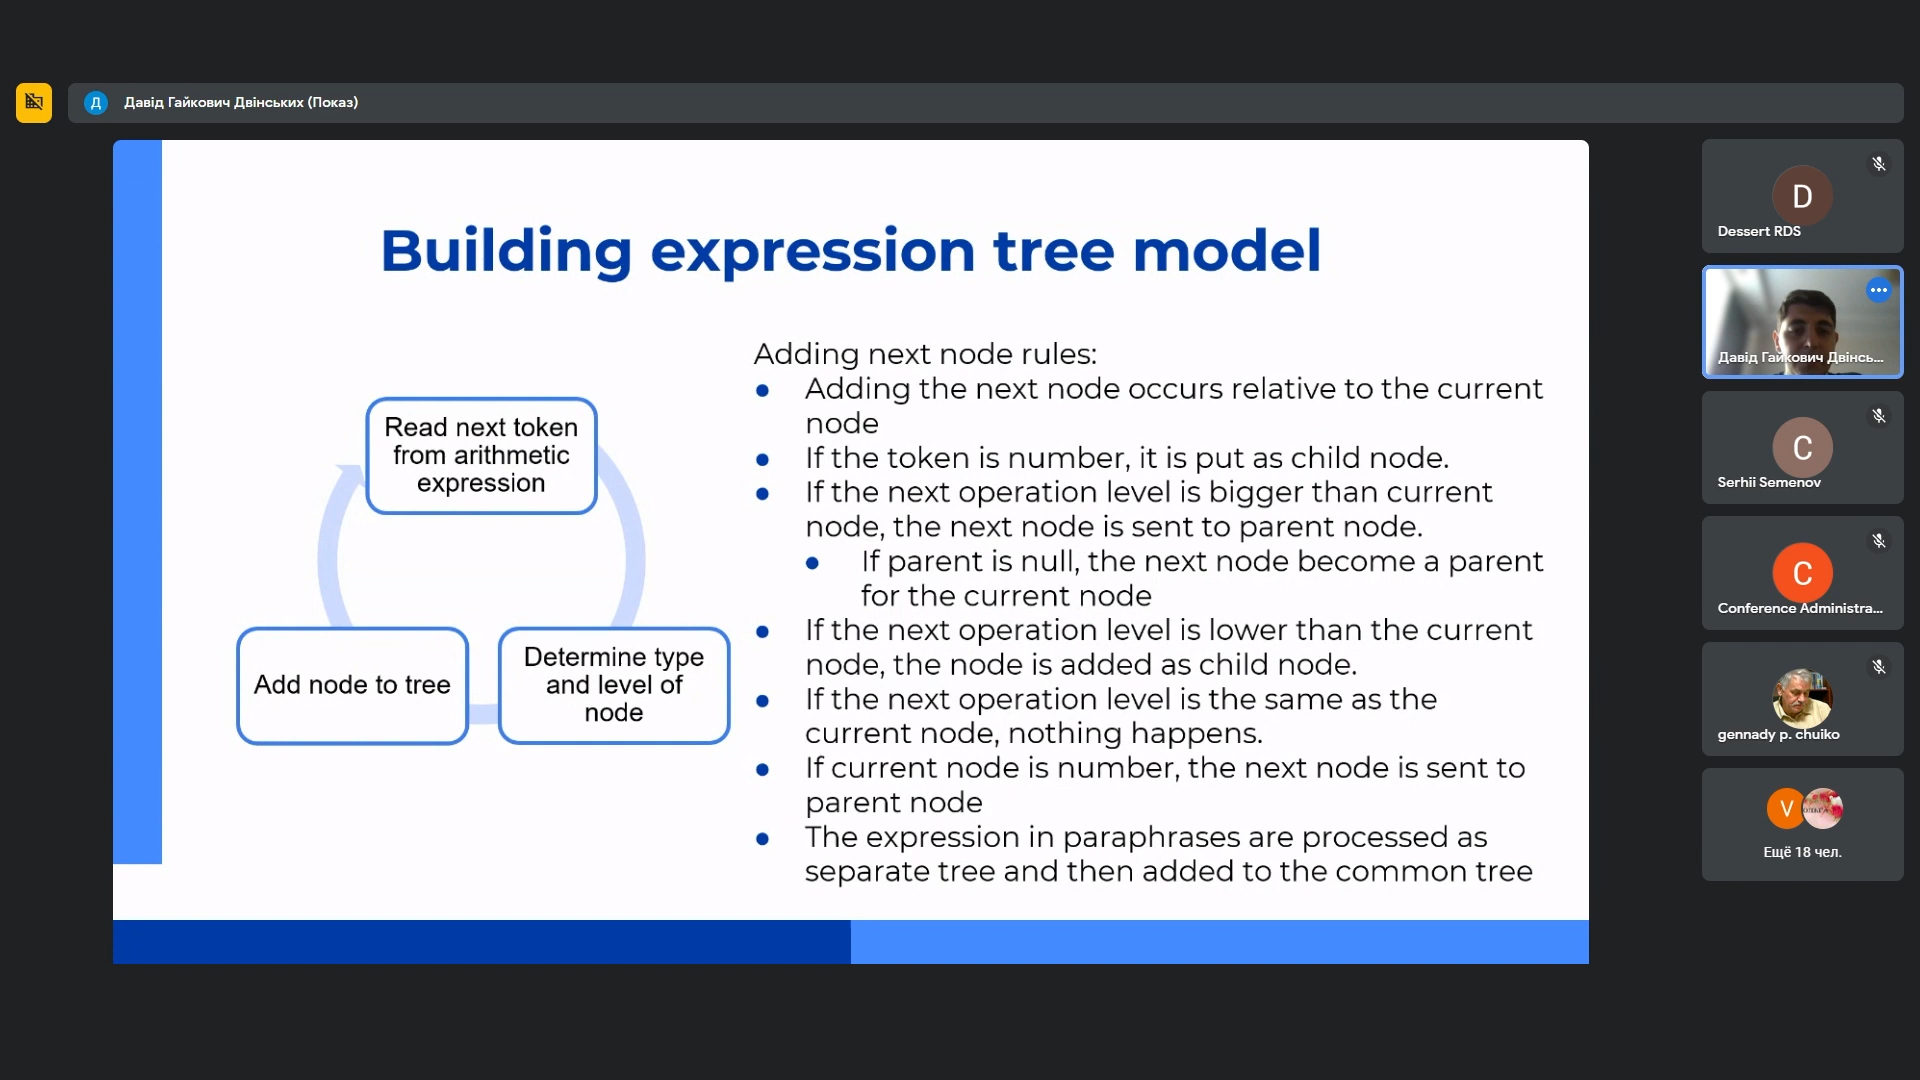 Д Давід Гайкович Двінських (Показ)
Building expression tree model
Read next token
from arithmetic
expression
Add node to tree
Determine type
and level of
node
Adding next node rules:
● Adding the next node occurs relative to the current
node
● If the token is number, it is put as child node.
● If the next operation level is bigger than current
node, the next node is sent to parent node.
● If parent is null, the next node become a parent
for the current node
● If the next operation level is lower than the current
node, the node is added as child node.
● If the next operation level is the same as the
current node, nothing happens.
● If current node is number, the next node is sent to
parent node
● The expression in paraphrases are processed as
separate tree and then added to the common tree
D
Dessert RDS
Давід Гайкович Двінсь...
C
Serhii Semenov
C
Conference Administra...
gennady p. chuiko
V
Ещё 18 чел.